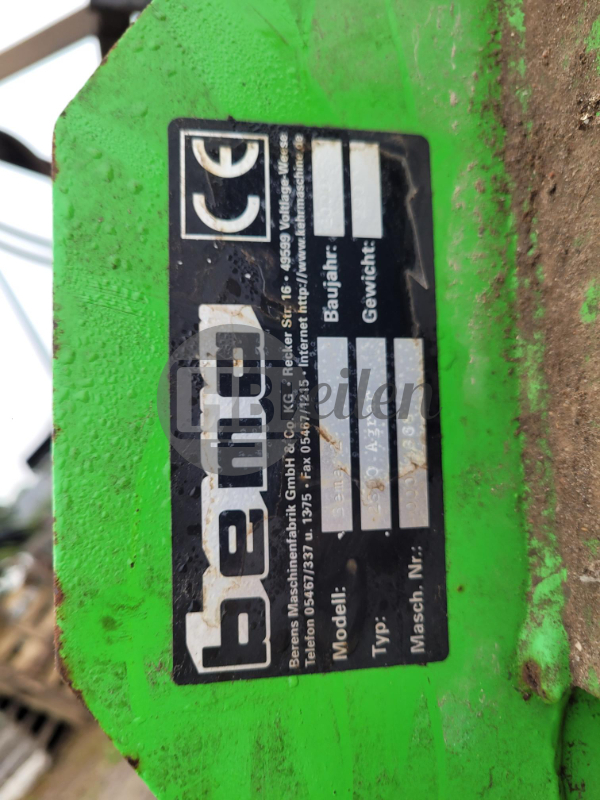 bema
CE
Berens Maschinenfabrik GmbH & Co. KG · Recker Str. 16 · 49599 Voltlage-Weese
Telefon 05467/337 u. 1375 · Fax 05467/1215 · Internet http://www.kehrmaschine.de
Modell: Baujahr:
Typ: Gewicht:
Masch. Nr.:
eilen